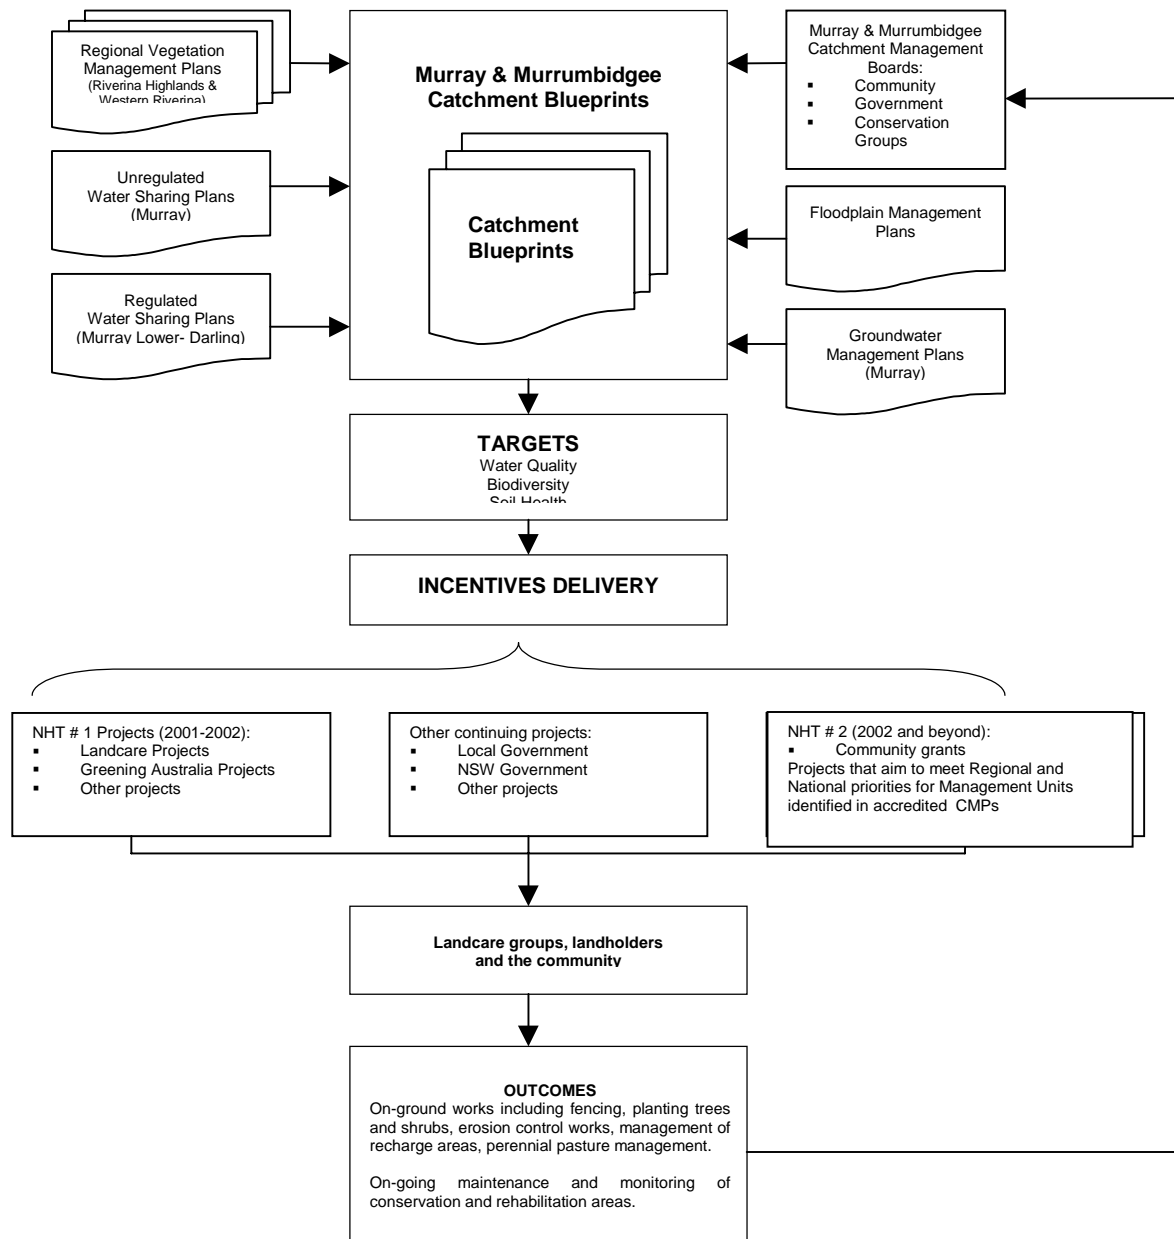 Regional Vegetation
Management Plans
(Riverina Highlands &
Western Riverina)
Unregulated
Water Sharing Plans
(Murray)
Regulated
Water Sharing Plans
(Murray Lower- Darling)
Murray & Murrumbidgee
Catchment Blueprints
Catchment
Blueprints
Murray & Murrumbidgee
Catchment Management
Boards:
▪ Community
▪ Government
▪ Conservation
Groups
Floodplain Management
Plans
Groundwater
Management Plans
(Murray)
TARGETS
Water Quality
Biodiversity
Soil Health
INCENTIVES DELIVERY
NHT # 1 Projects (2001-2002):
▪ Landcare Projects
▪ Greening Australia Projects
▪ Other projects
Other continuing projects:
▪ Local Government
▪ NSW Government
▪ Other projects
NHT # 2 (2002 and beyond):
▪ Community grants
Projects that aim to meet Regional and
National priorities for Management Units
identified in accredited CMPs
Landcare groups, landholders
and the community
OUTCOMES
On-ground works including fencing, planting trees
and shrubs, erosion control works, management of
recharge areas, perennial pasture management.
On-going maintenance and monitoring of
conservation and rehabilitation areas.